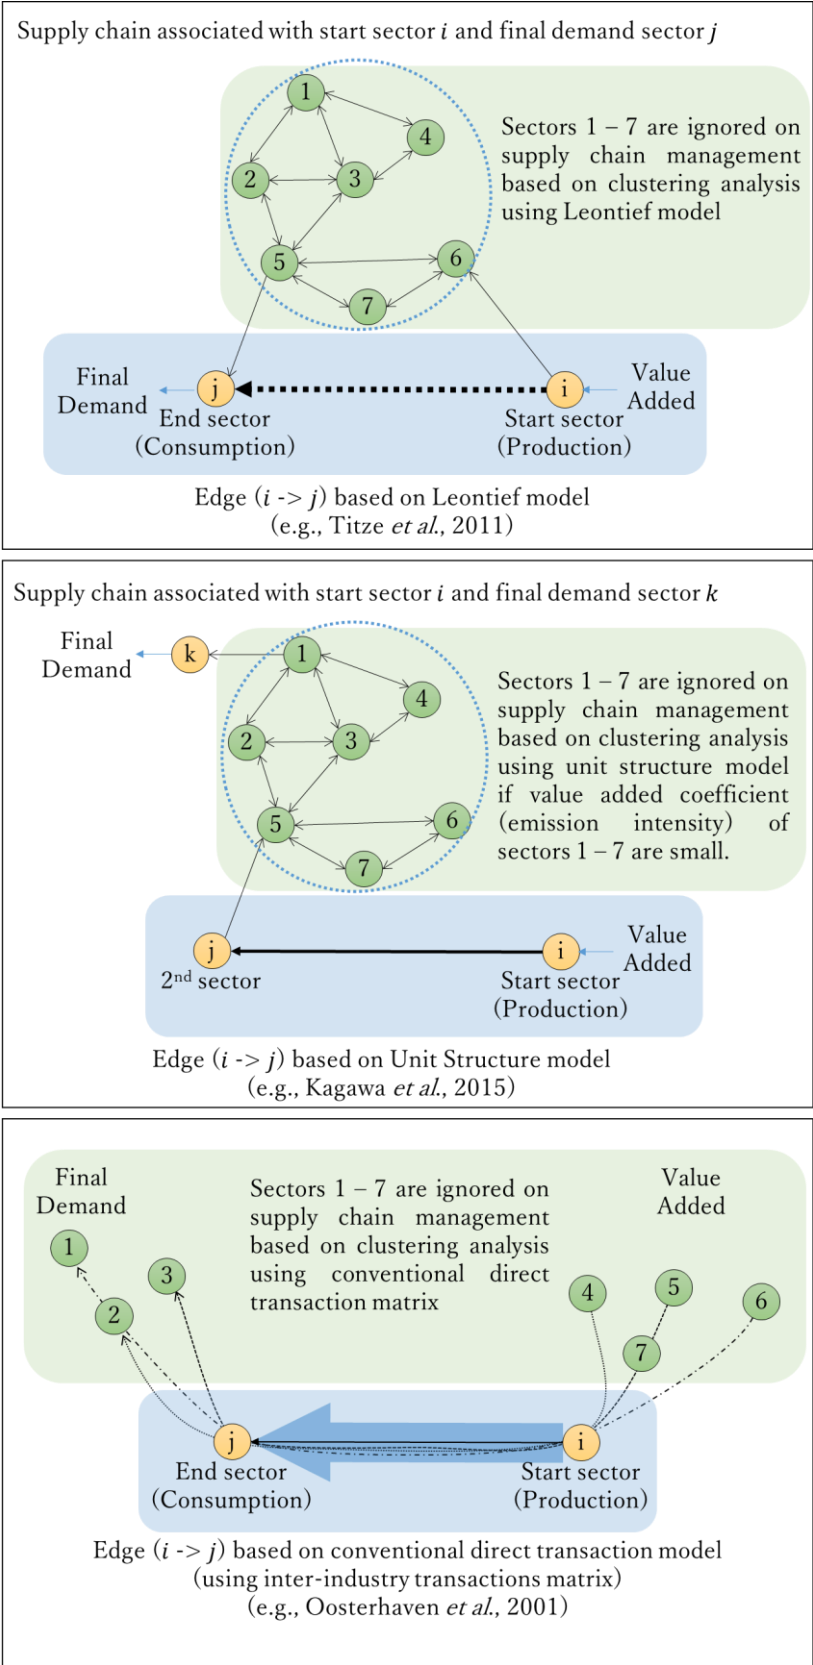 Supply chain associated with start sector i and final demand sector j
1
4
2
3
5
6
7
Sectors 1 – 7 are ignored on
supply chain management
based on clustering analysis
using Leontief model
Final
Demand
j
End sector
(Consumption)
i
Start sector
(Production)
Value
Added
Edge (i -> j) based on Leontief model
(e.g., Titze et al., 2011)
Supply chain associated with start sector i and final demand sector k
Final
Demand
k
1
4
2
3
5
6
7
Sectors 1 – 7 are ignored on
supply chain management
based on clustering analysis
using unit structure model
if value added coefficient
(emission intensity) of
sectors 1 – 7 are small.
j
2nd sector
i
Start sector
(Production)
Value
Added
Edge (i -> j) based on Unit Structure model
(e.g., Kagawa et al., 2015)
Final
Demand
1
3
2
Sectors 1 – 7 are ignored on
supply chain management
based on clustering analysis
using conventional direct
transaction matrix
Value
Added
4
5
6
7
j
End sector
(Consumption)
i
Start sector
(Production)
Edge (i -> j) based on conventional direct transaction model
(using inter-industry transactions matrix)
(e.g., Oosterhaven et al., 2001)